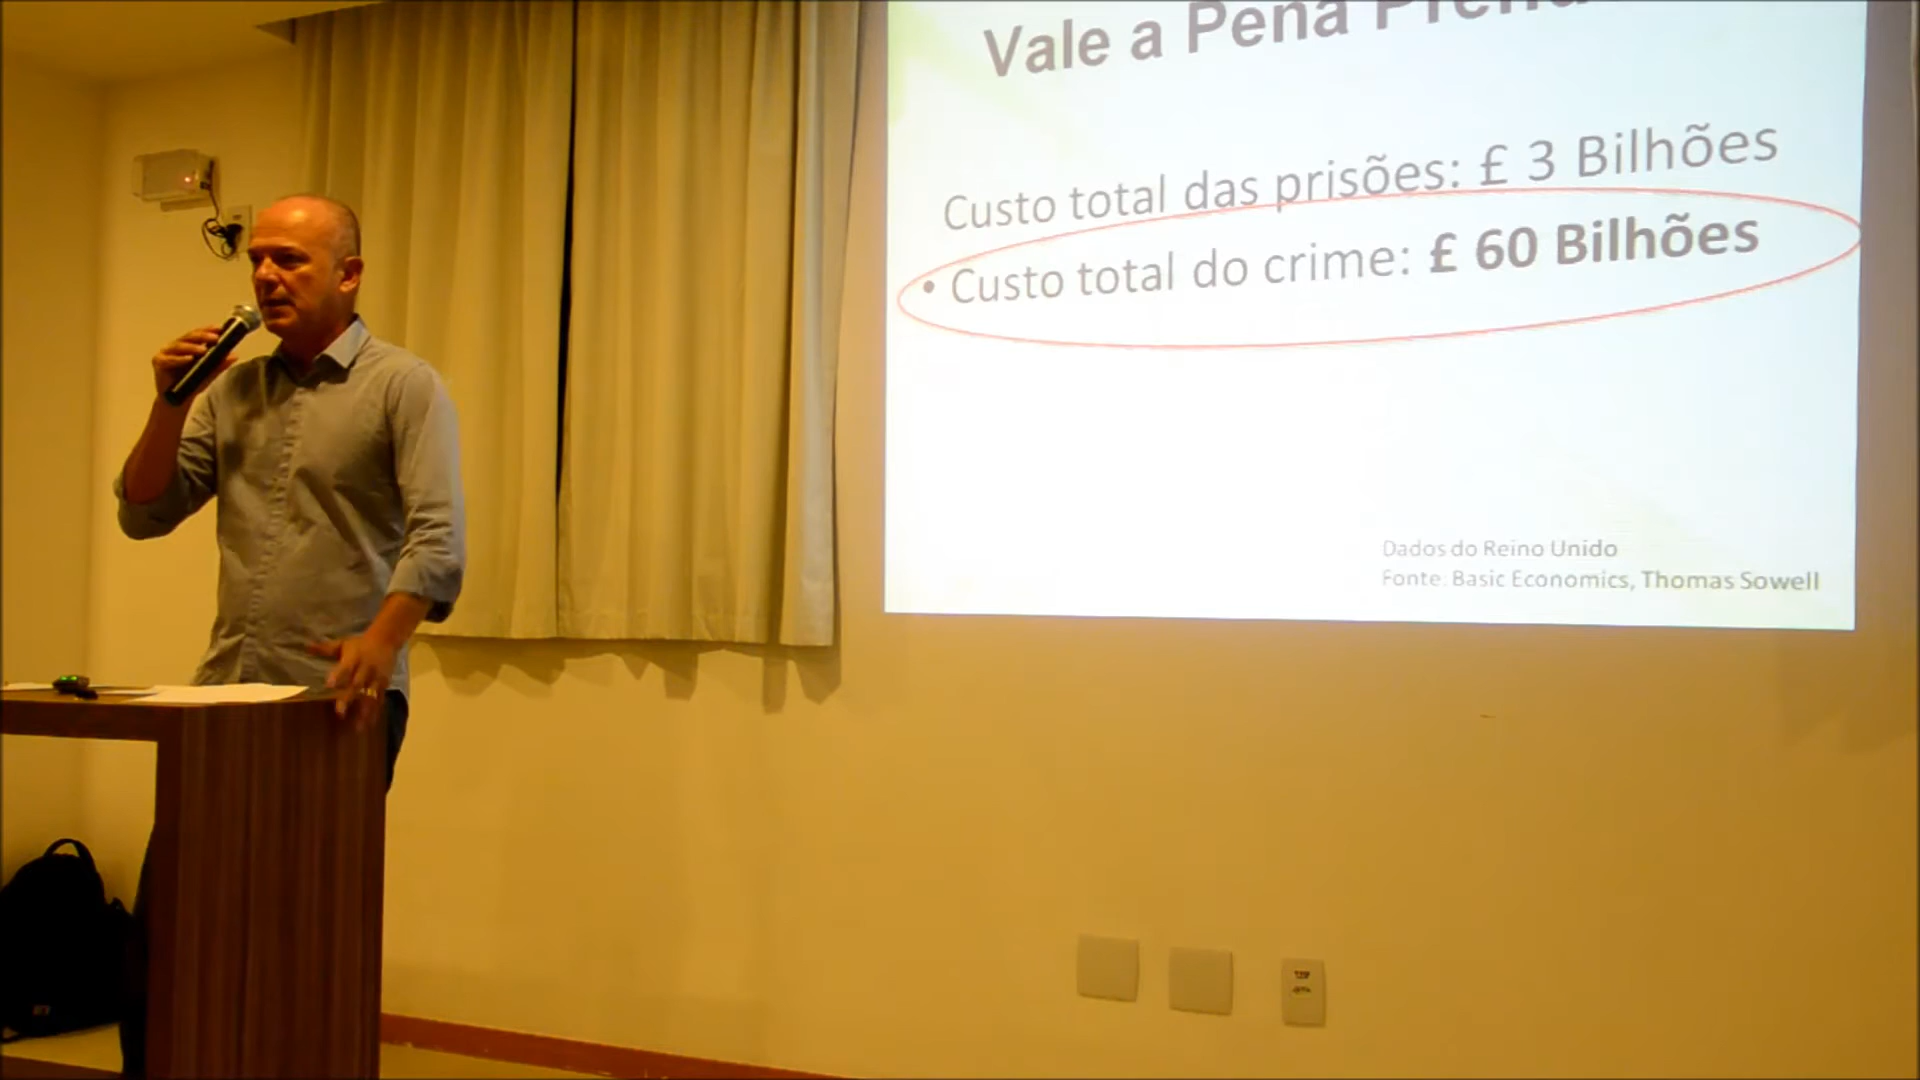 Vale a Pena
Custo total das prisões: £ 3 Bilhões
• Custo total do crime: £ 60 Bilhões
Dados do Reino Unido
Fonte: Basic Economics, Thomas Sowell